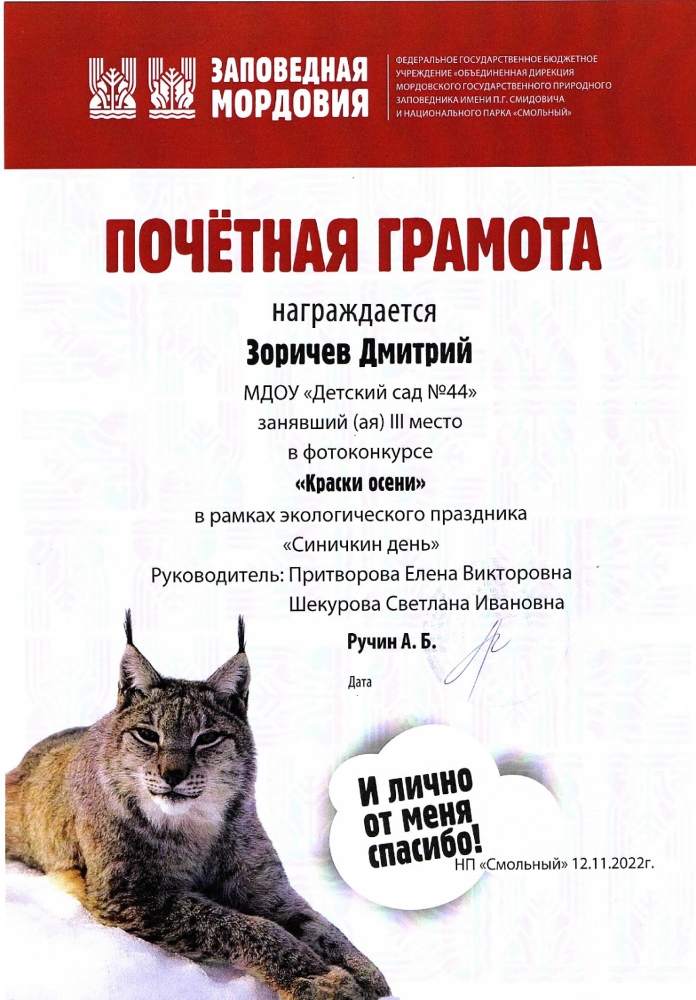 ЗАПОВЕДНАЯ
МОРДОВИЯ
ФЕДЕРАЛЬНОЕ ГОСУДАРСТВЕННОЕ БЮДЖЕТНОЕ
УЧРЕЖДЕНИЕ «ОБЪЕДИНЕННАЯ ДИРЕКЦИЯ
МОРДОВСКОГО ГОСУДАРСТВЕННОГО ПРИРОДНОГО
ЗАПОВЕДНИКА ИМЕНИ П.Г. СМИДОВИЧА
И НАЦИОНАЛЬНОГО ПАРКА «СМОЛЬНЫЙ»
ПОЧЁТНАЯ ГРАМОТА
награждается
Зоричев Дмитрий
МДОУ «Детский сад №44»
занявший (ая) III место
в фотоконкурсе
«Краски осени»
в рамках экологического праздника
«Синичкин день»
Руководитель: Притворова Елена Викторовна
Шекурова Светлана Ивановна
Ручин А. Б.
Дата
И лично
от меня
спасибо!
НП «Смольный» 12.11.2022г.